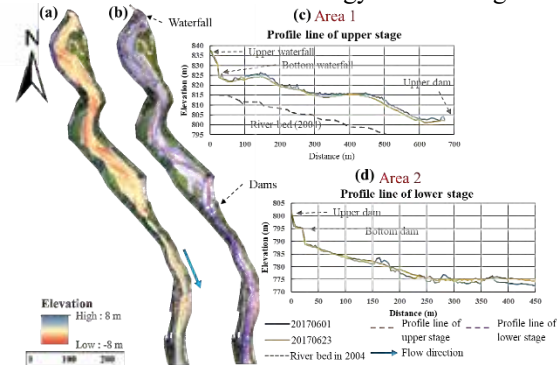 (a)
(b)
Waterfall
Dams
Elevation
High : 8 m
Low : -8 m
0 100 200
(c) Area 1
Profile line of upper stage
Elevation (m)
840
835
830
825
820
815
810
805
800
795
Upper waterfall
Bottom waterfall
Upper dam
River bed (2004)
0 100 200 300 400 500 600 700
Distance (m)
(d) Area 2
Profile line of lower stage
Elevation (m)
805
800
795
790
785
780
775
770
Upper dam
Bottom dam
0 50 100 150 200 250 300 350 400 450
Distance (m)
20170601
20170623
River bed in 2004
Profile line of
upper stage
Profile line of
lower stage
Flow direction